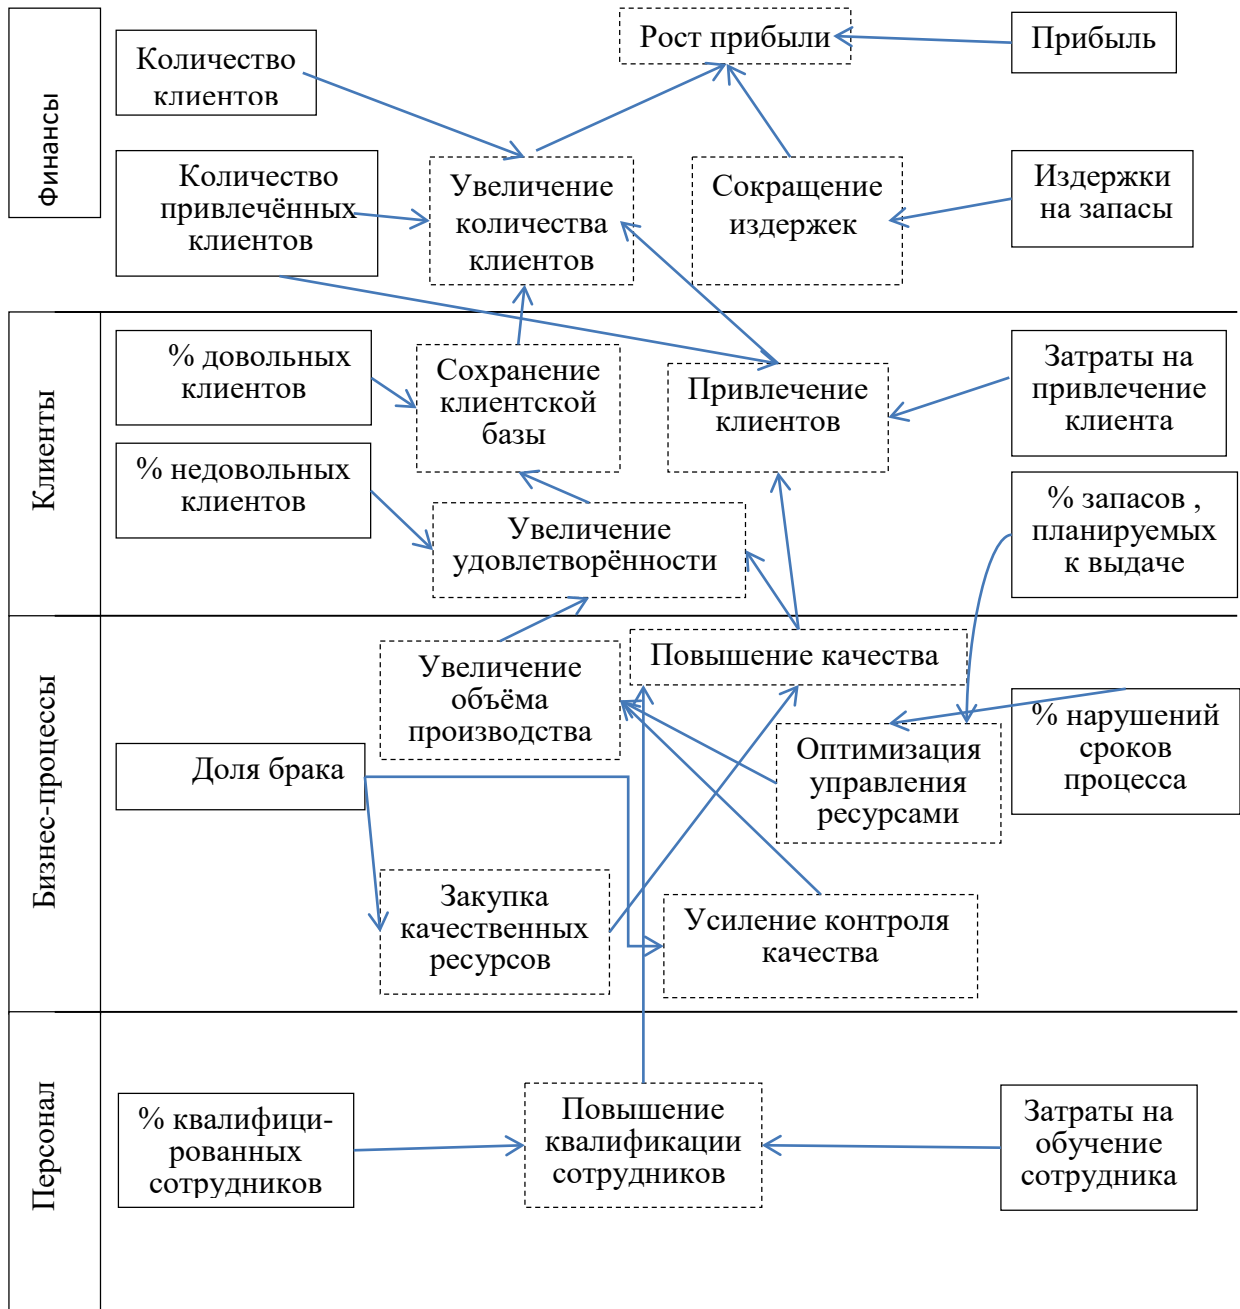 Финансы
Рост прибыли
Прибыль
Количество
клиентов
Количество
привлечённых
клиентов
Увеличение
количества
клиентов
Сокращение
издержек
Издержки
на запасы
Клиенты
% довольных
клиентов
Сохранение
клиентской
базы
Привлечение
клиентов
Затраты на
привлечение
клиента
% недовольных
клиентов
Увеличение
удовлетворённости
% запасов ,
планируемых
к выдаче
Бизнес-процессы
Увеличение
объёма
производства
Повышение качества
Доля брака
Оптимизация
управления
ресурсами
% нарушений
сроков
процесса
Закупка
качественных
ресурсов
Усиление контроля
качества
Персонал
% квалифици-
рованных
сотрудников
Повышение
квалификации
сотрудников
Затраты на
обучение
сотрудника